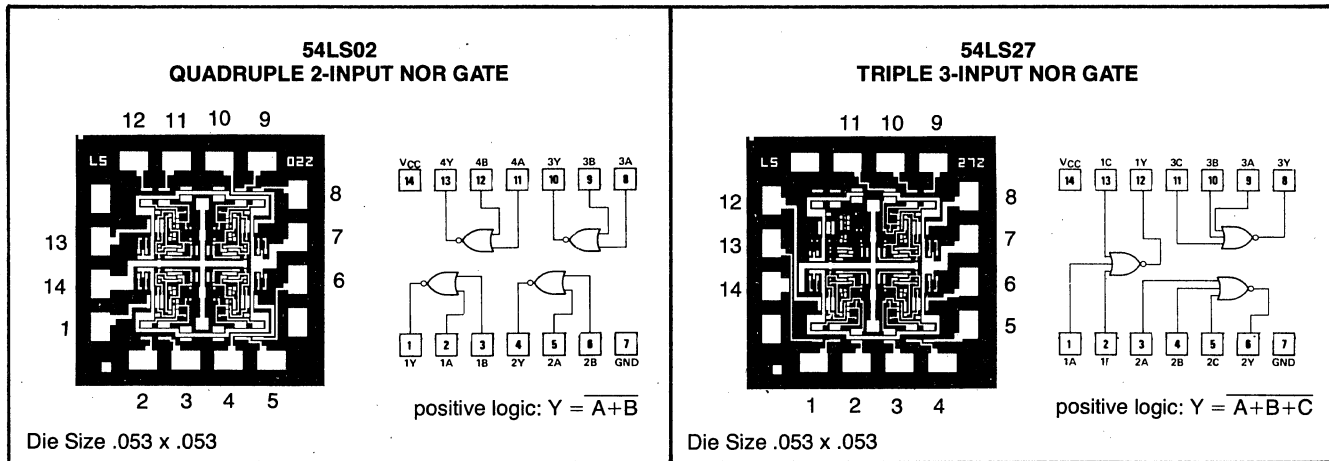 54LS02
QUADRUPLE 2-INPUT NOR GATE
12 11 10 9
LS 022
8
13 7
14 6
1
2 3 4 5
VCC 4Y 4B 4A 3Y 3B 3A
14 13 12 11 10 9 8
1 2 3 4 5 6 7
1Y 1A 1B 2Y 2A 2B GND
positive logic: Y = A+B
Die Size .053 x .053
54LS27
TRIPLE 3-INPUT NOR GATE
11 10 9
LS 272
12 8
13 7
14 6
5
1 2 3 4
VCC 1C 1Y 3C 3B 3A 3Y
14 13 12 11 10 9 8
1 2 3 4 5 6 7
1A 2A 2B 2C 2Y GND
positive logic: Y = A+B+C
Die Size .053 x .053